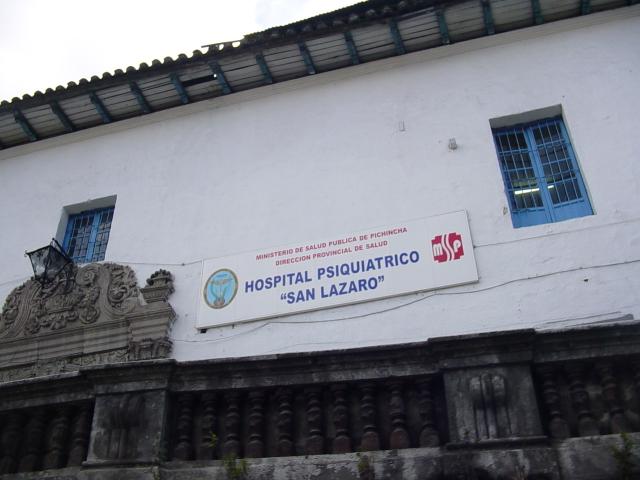 MINISTERIO DE SALUD PUBLICA DE PICHINCHA
DIRECCION PROVINCIAL DE SALUD
HOSPITAL PSIQUIATRICO
"SAN LAZARO"
MSP